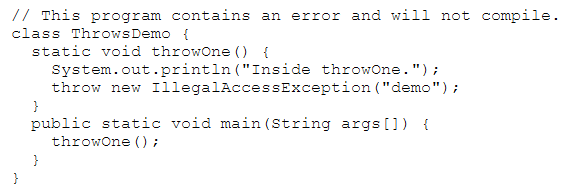 // This program contains an error and will not compile.
class ThrowsDemo {
  static void throwOne() {
    System.out.println("Inside throwOne.");
    throw new IllegalAccessException("demo");
  }
  public static void main(String args[]) {
    throwOne();
  }
}